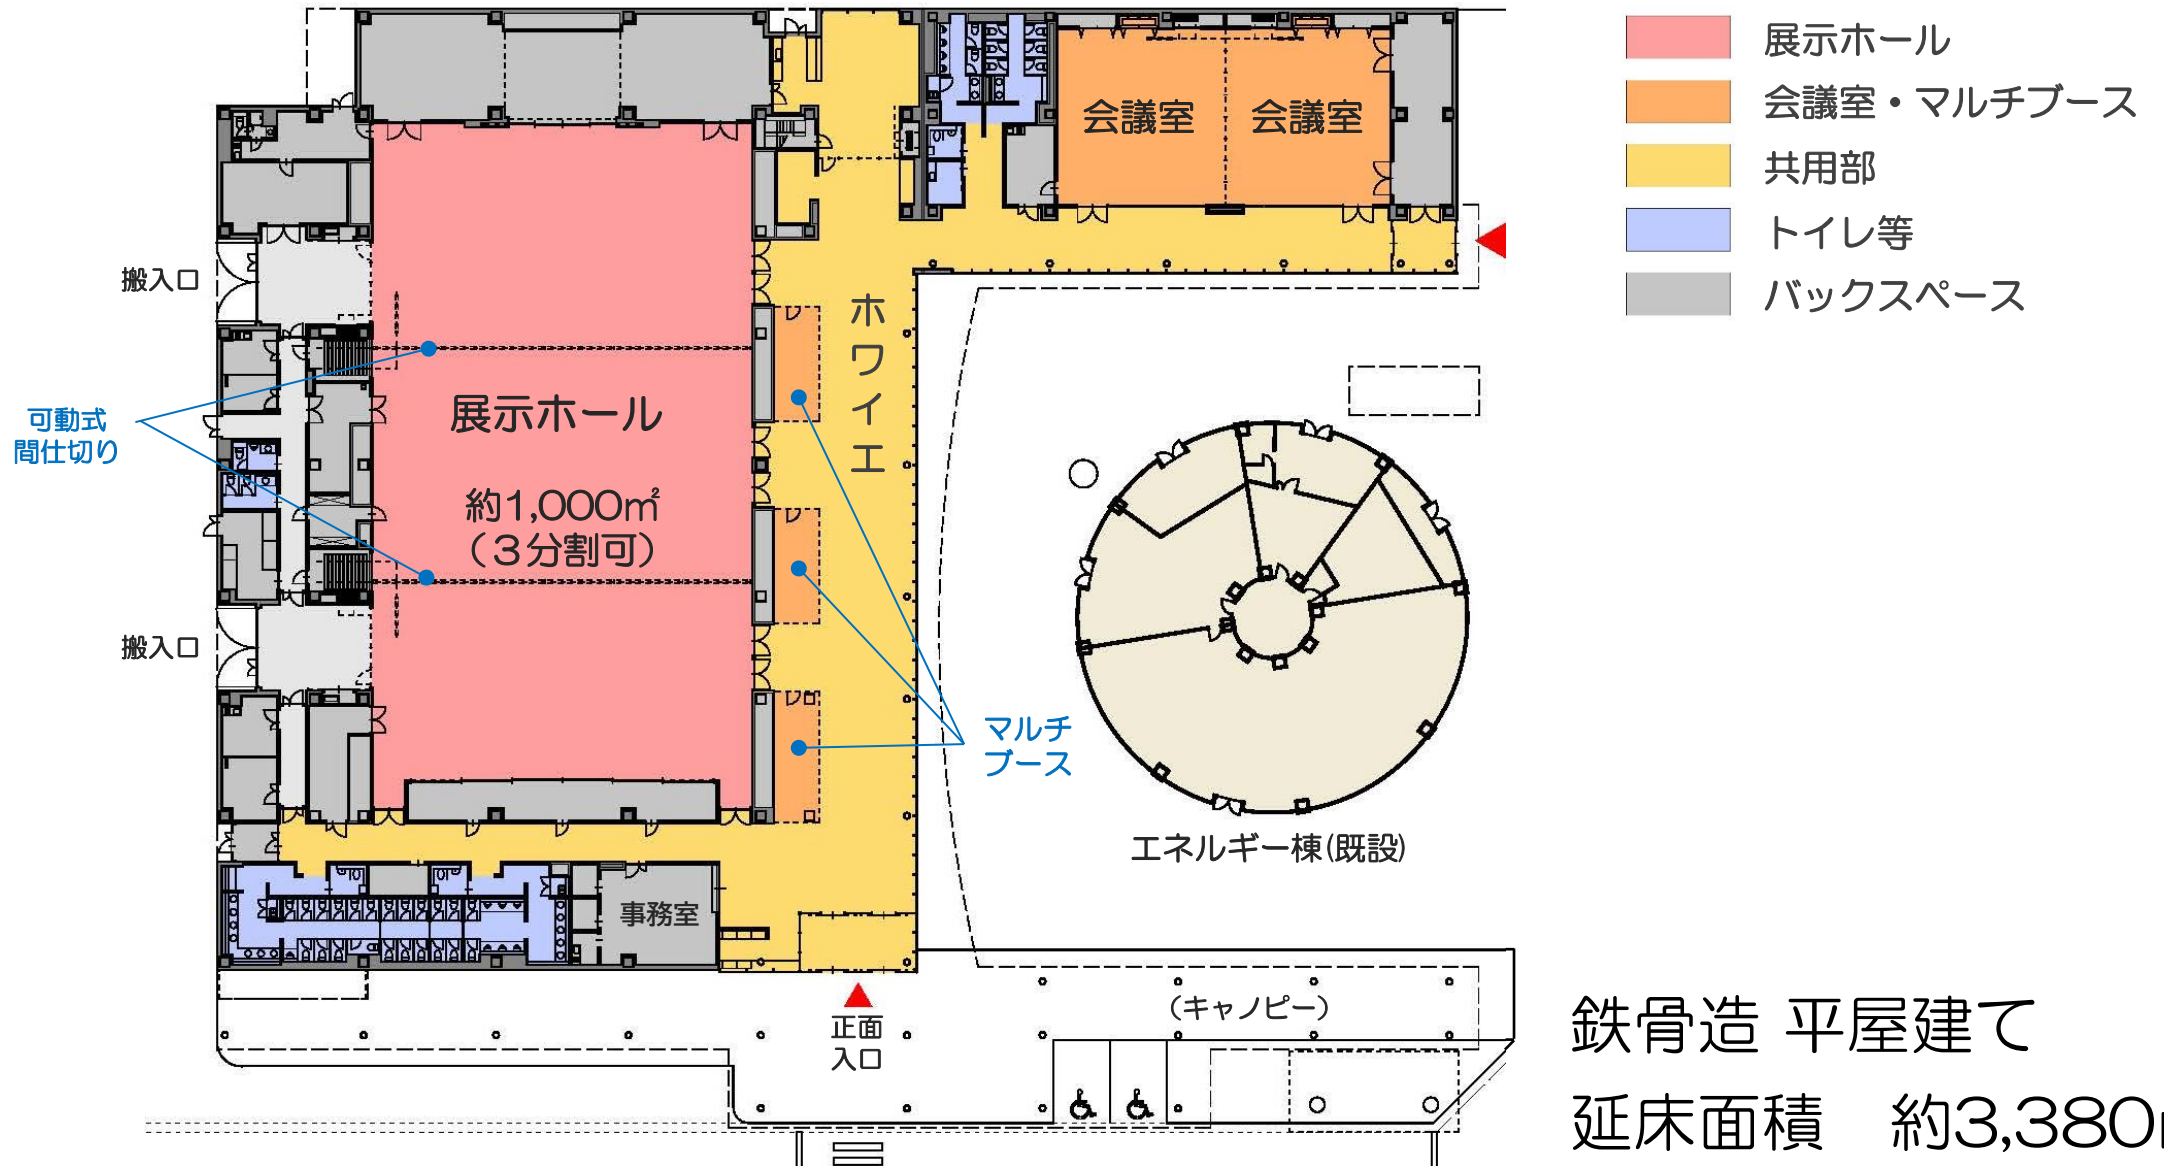 展示ホール
会議室・マルチブース
共用部
トイレ等
バックスペース
会議室
会議室
搬入口
ホワイエ
可動式
間仕切り
展示ホール
約1,000㎡
（3分割可）
搬入口
マルチ
ブース
エネルギー棟(既設)
事務室
正面
入口
（キャノピー）
鉄骨造 平屋建て
延床面積　約3,380